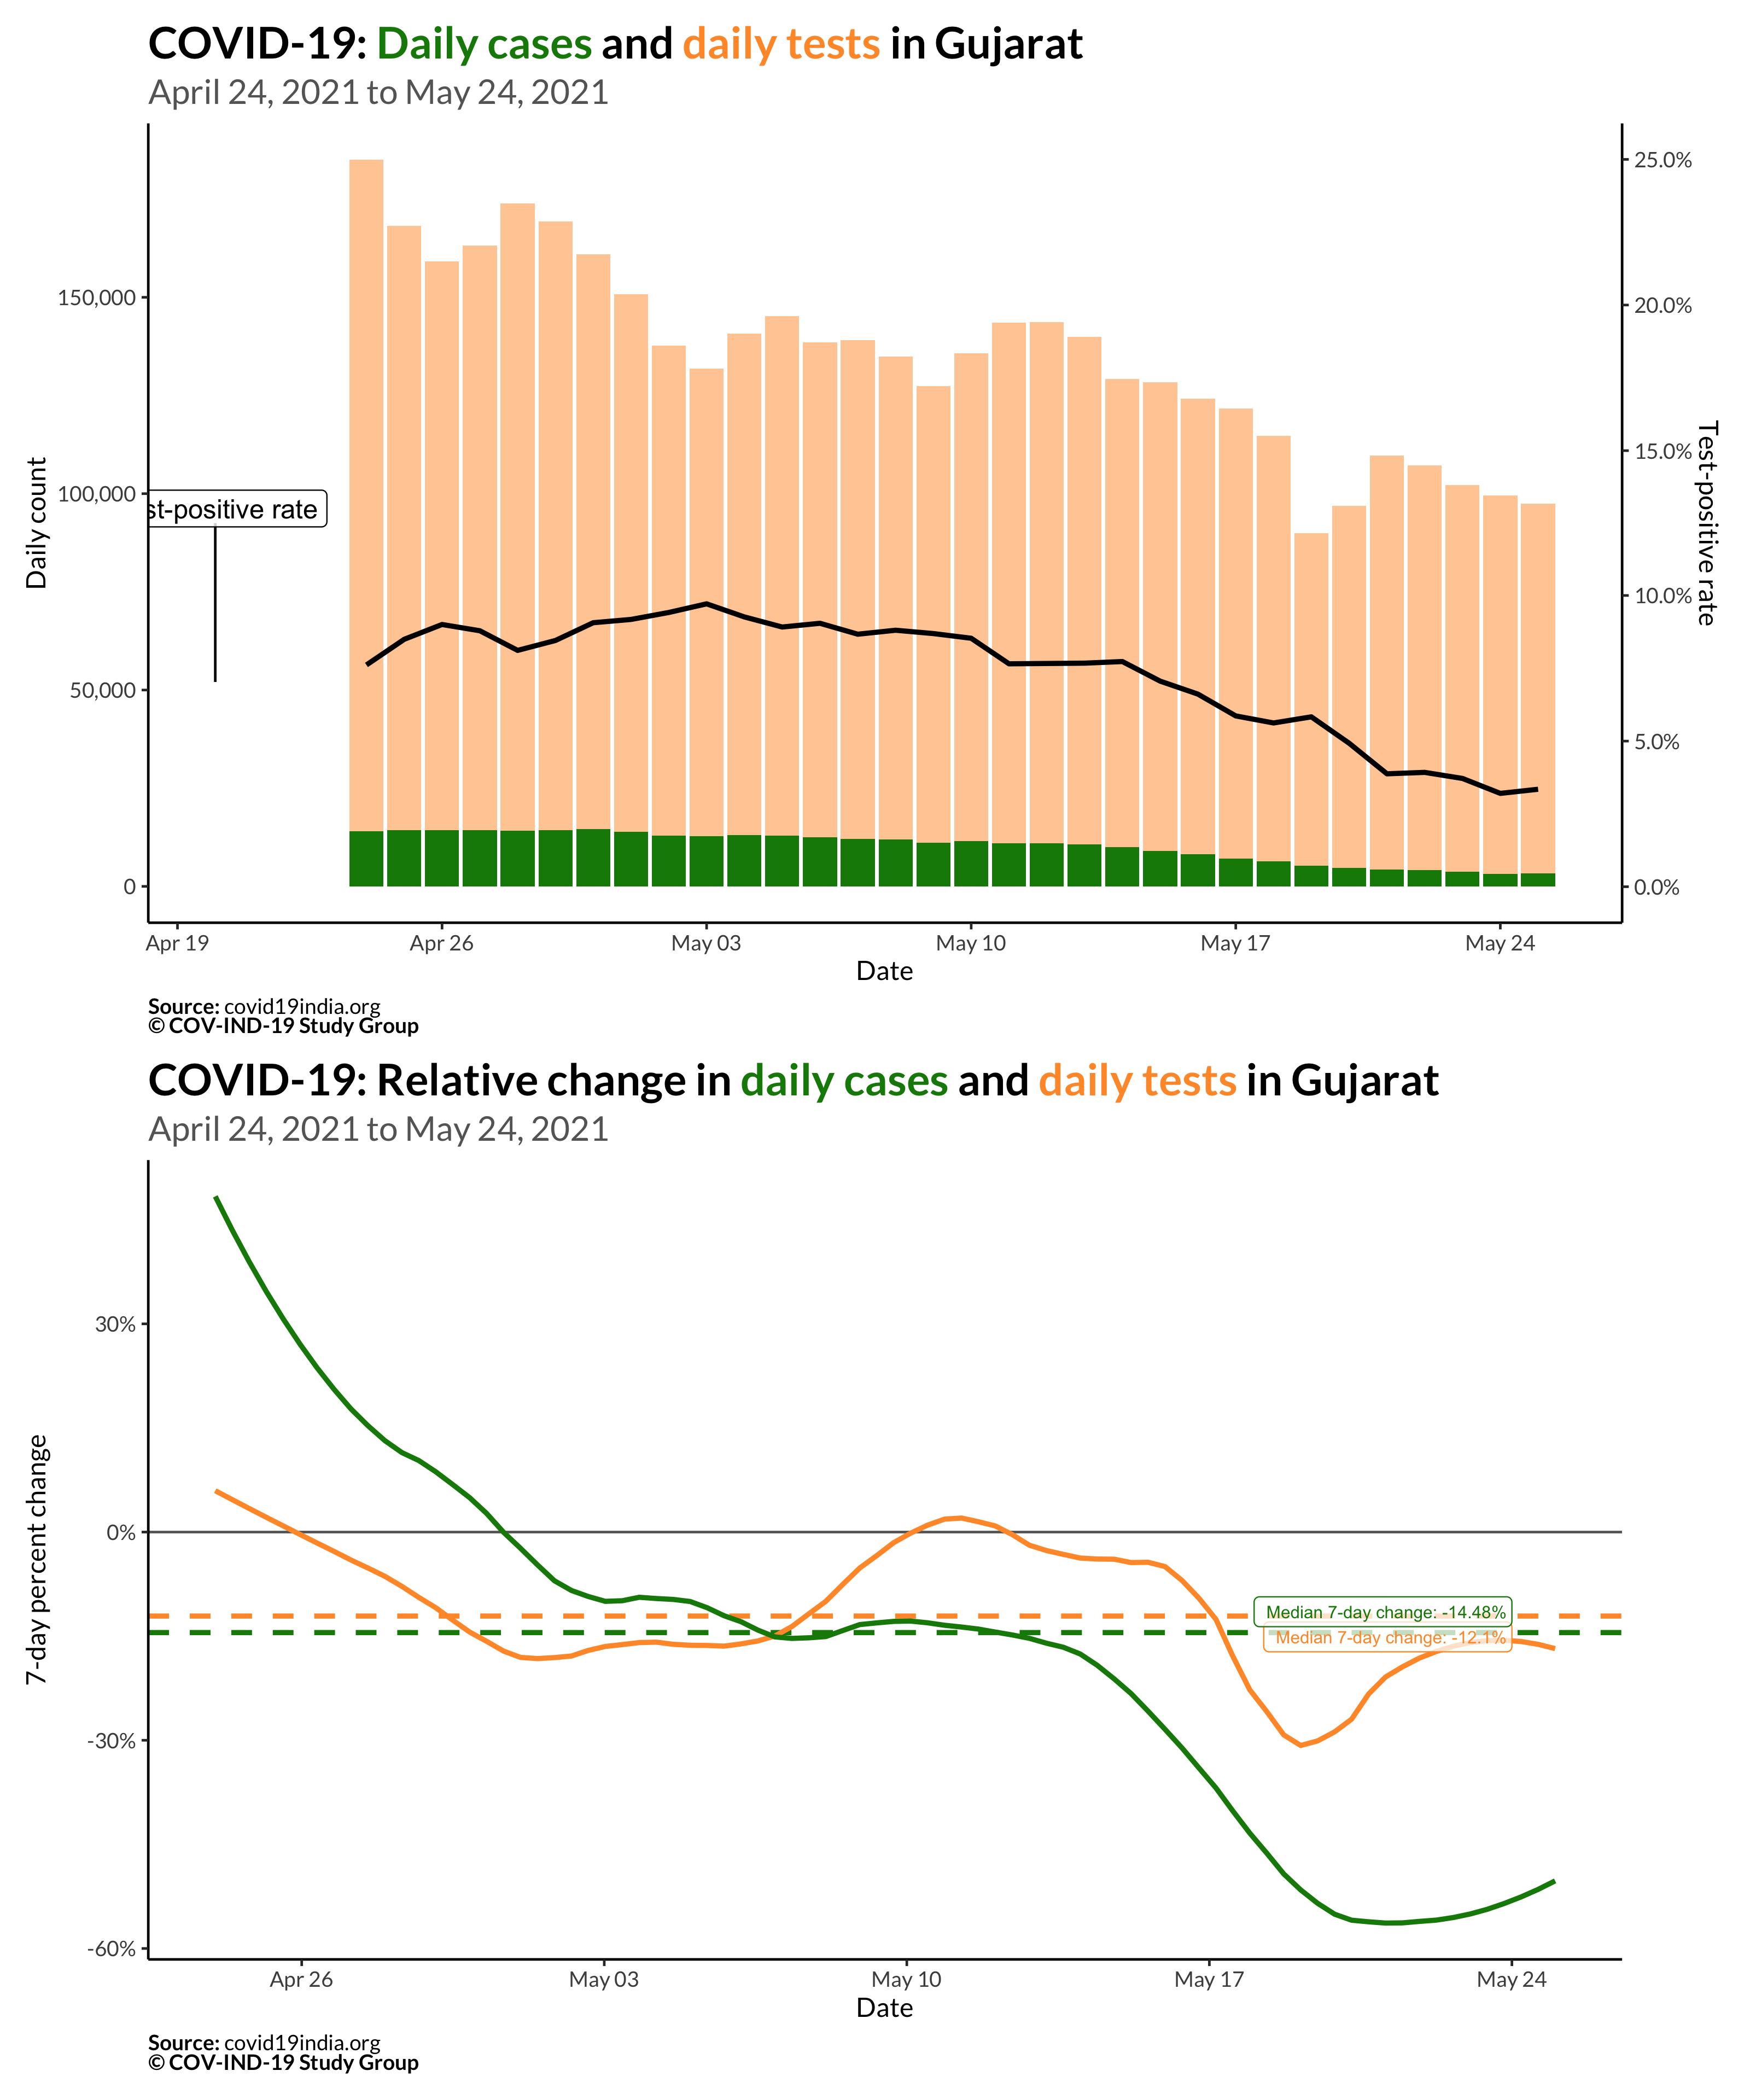 COVID-19: Daily cases and daily tests in Gujarat
April 24, 2021 to May 24, 2021
Daily count
150,000
100,000
50,000
0
st-positive rate
25.0%
20.0%
15.0%
10.0%
5.0%
0.0%
Test-positive rate
Apr 19
Apr 26
May 03
May 10
May 17
May 24
Date
Source: covid19india.org
© COV-IND-19 Study Group
COVID-19: Relative change in daily cases and daily tests in Gujarat
April 24, 2021 to May 24, 2021
7-day percent change
30%
0%
-30%
-60%
Median 7-day change: -14.48%
Median 7-day change: -12.1%
Apr 26
May 03
May 10
May 17
May 24
Date
Source: covid19india.org
© COV-IND-19 Study Group